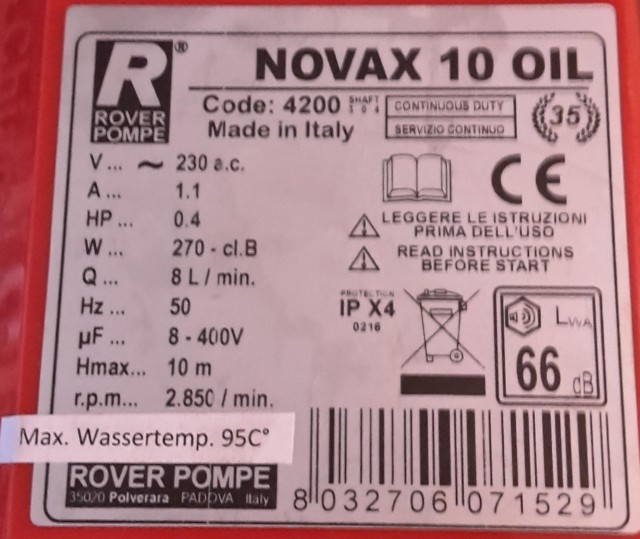 R®
ROVER
POMPE
NOVAX 10 OIL
Code: 4200 SHAFT
CONTINUOUS DUTY
SERVIZIO CONTINUO
35
Made in Italy
V... ~ 230 a.c.
A ... 1.1
HP ... 0.4
W ... 270 - cl.B
Q ... 8 L / min.
Hz ... 50
µF ... 8 - 400V
Hmax... 10 m
r.p.m... 2.850 / min.
CE
LEGGERE LE ISTRUZIONI
PRIMA DELL'USO
READ INSTRUCTIONS
BEFORE START
PROTECTION
IP X4
0216
LWA
66 dB
Max. Wassertemp. 95C°
ROVER POMPE
35020 Polverara PADOVA Italy
8 032706 071529